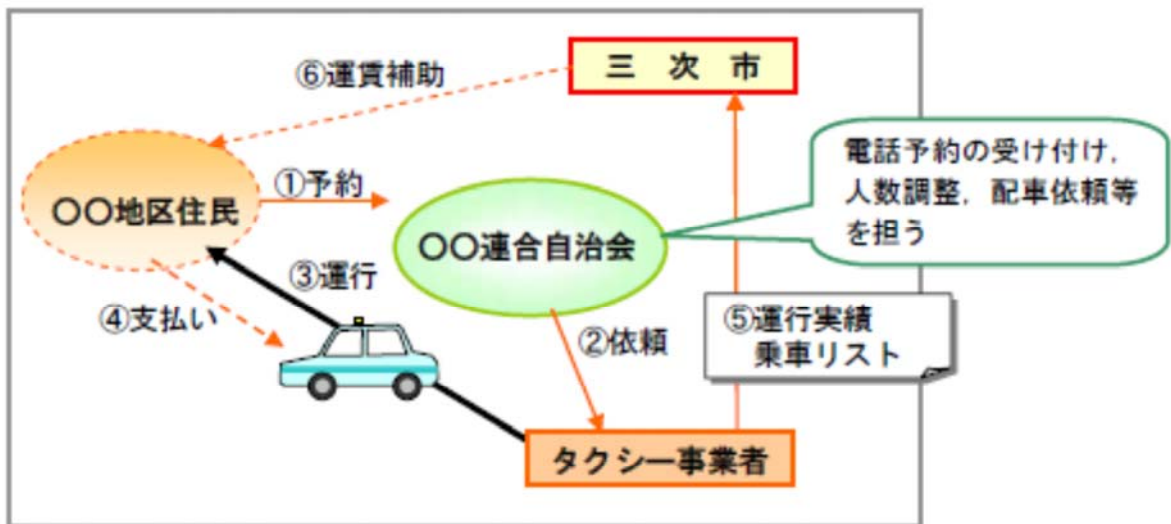 ⑥運賃補助
三次市
電話予約の受け付け,
人数調整, 配車依頼等
を担う
〇〇地区住民
①予約
〇〇連合自治会
③運行
④支払い
②依頼
⑤運行実績
乗車リスト
タクシー事業者